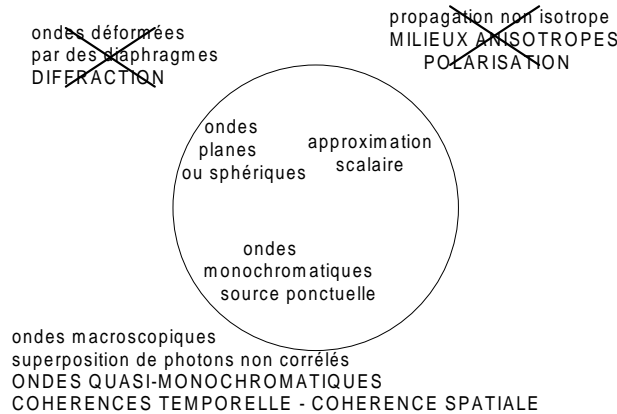 ondes déformées
par des diaphragmes
DIFFRACTION
propagation non isotrope
MILIEUX ANISOTROPES
POLARISATION
ondes
planes
ou sphériques
approximation
scalaire
ondes
monochromatiques
source ponctuelle
ondes macroscopiques
superposition de photons non corrélés
ONDES QUASI-MONOCHROMATIQUES
COHERENCES TEMPORELLE - COHERENCE SPATIALE